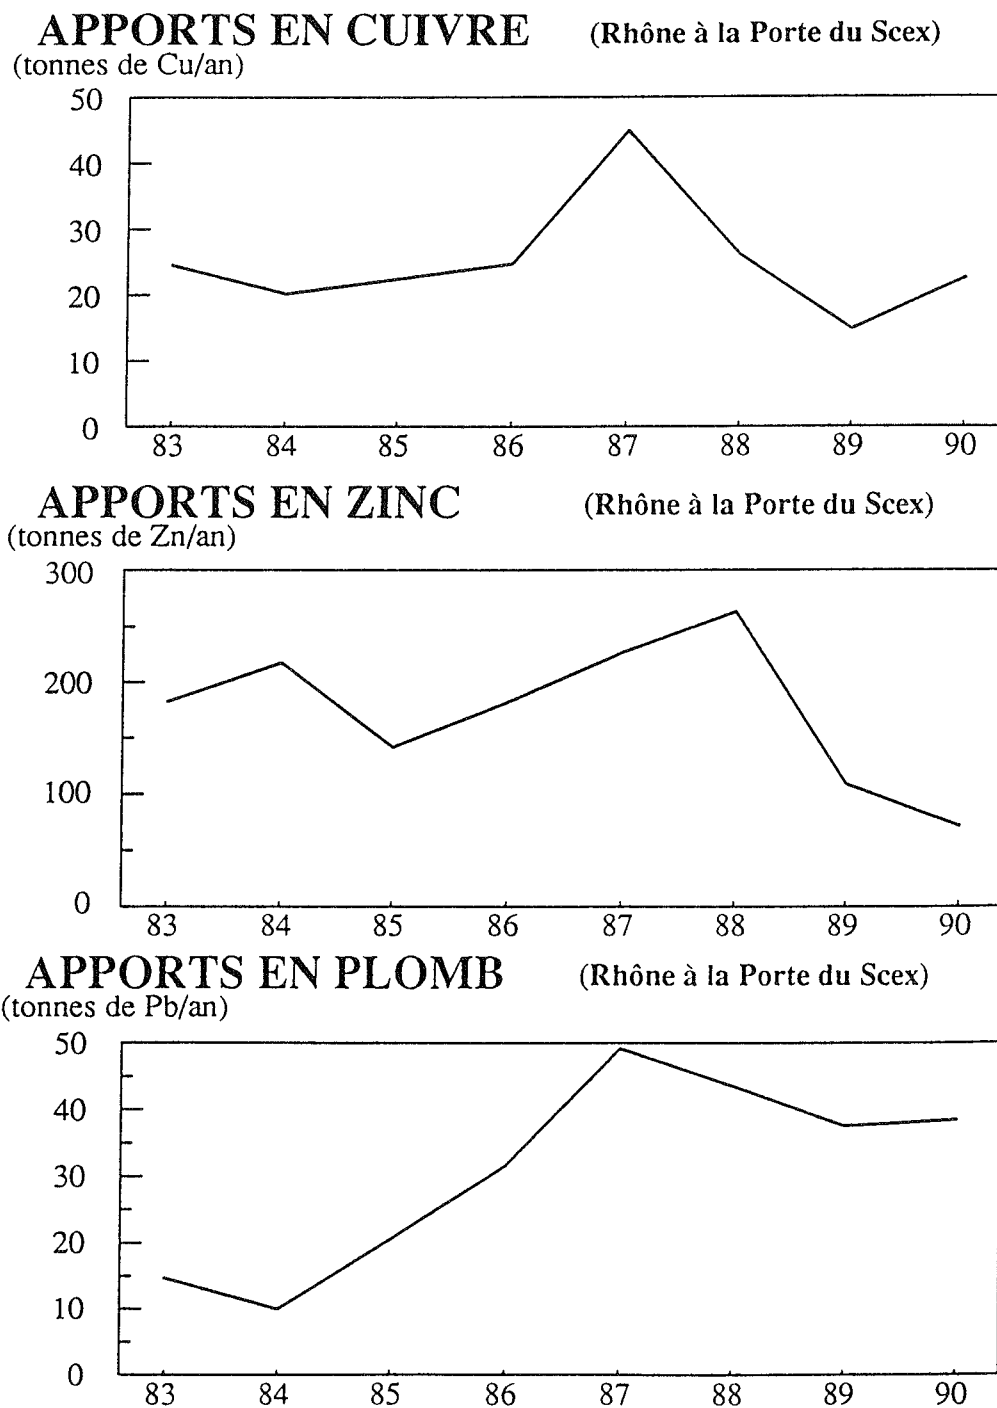 APPORTS EN CUIVRE (Rhône à la Porte du Scex)
(tonnes de Cu/an)
50
40
30
20
10
0
83 84 85 86 87 88 89 90
APPORTS EN ZINC (Rhône à la Porte du Scex)
(tonnes de Zn/an)
300
200
100
0
83 84 85 86 87 88 89 90
APPORTS EN PLOMB (Rhône à la Porte du Scex)
(tonnes de Pb/an)
50
40
30
20
10
0
83 84 85 86 87 88 89 90